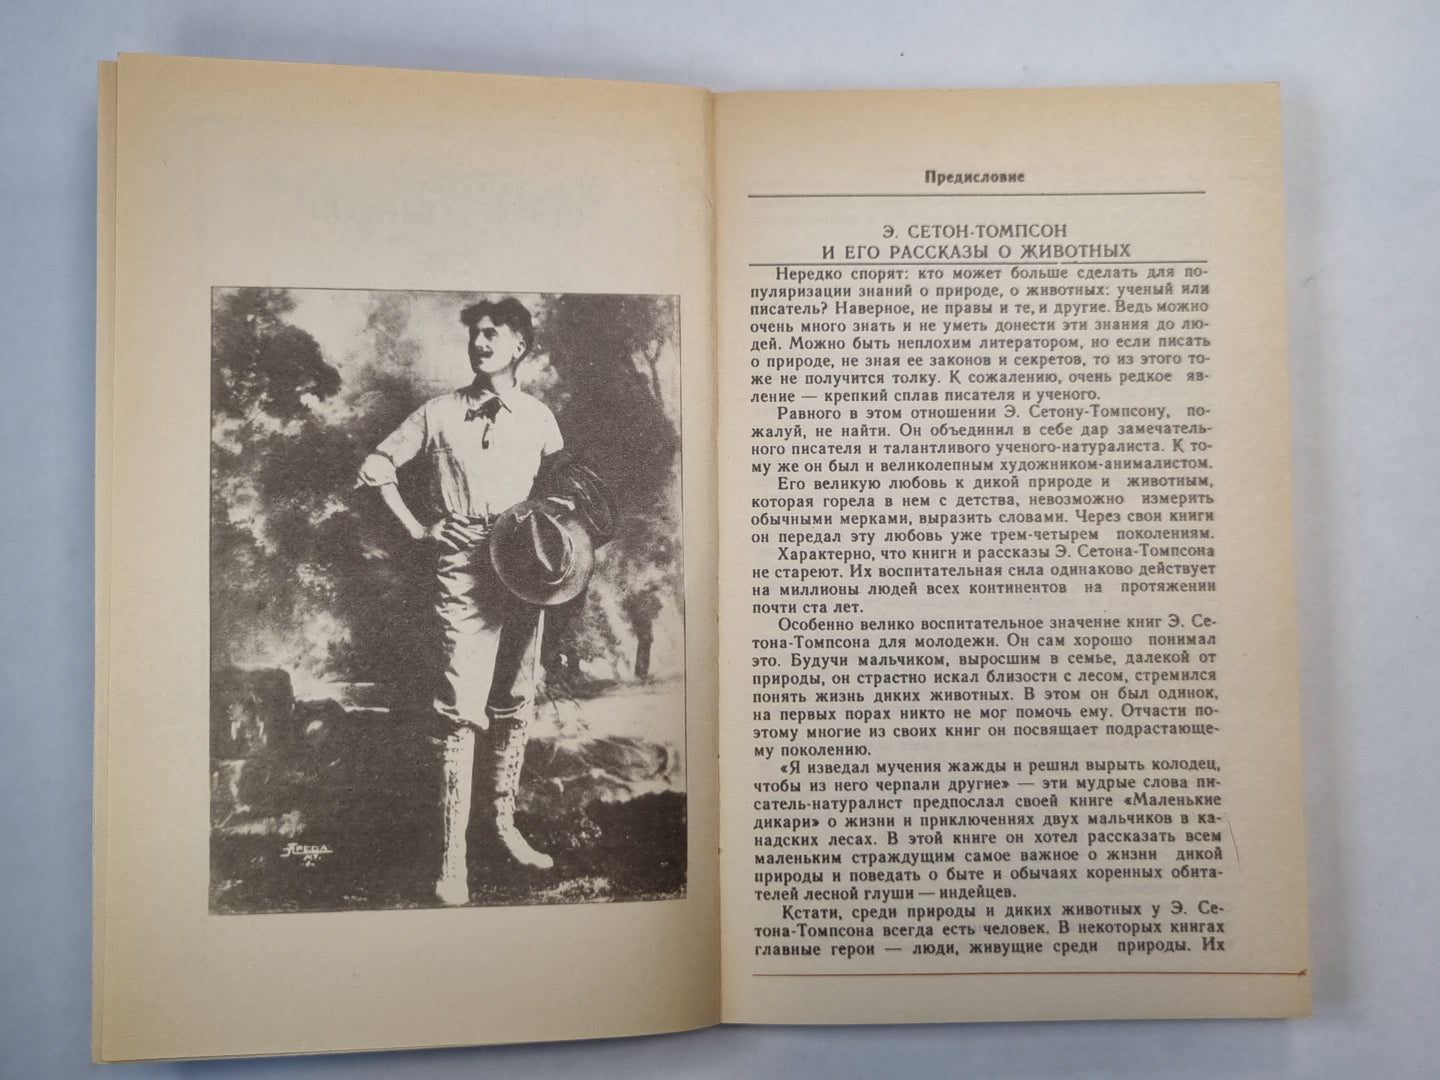 Предисловие
Э. СЕТОН-ТОМПСОН
И ЕГО РАССКАЗЫ О ЖИВОТНЫХ
Нередко спорят: кто может больше сделать для по-
пуляризации знаний о природе, о животных: ученый или
писатель? Наверное, не правы и те, и другие. Ведь можно
очень много знать и не уметь донести эти знания до лю-
дей. Можно быть неплохим литератором, но если писать
о природе, не зная ее законов и секретов, то из этого то-
же не получится толку. К сожалению, очень редкое яв-
ление — крепкий сплав писателя и ученого.
Равного в этом отношении Э. Сетону-Томпсону, по-
жалуй, не найти. Он объединил в себе дар замечатель-
ного писателя и талантливого ученого-натуралиста. К то-
му же он был и великолепным художником-анималистом.
Его великую любовь к дикой природе и животным,
которая горела в нем с детства, невозможно измерить
обычными мерками, выразить словами. Через свои книги
он передал эту любовь уже трем-четырем поколениям.
Характерно, что книги и рассказы Э. Сетона-Томпсона
не стареют. Их воспитательная сила одинаково действует
на миллионы людей всех континентов на протяжении
почти ста лет.
Особенно велико воспитательное значение книг Э. Се-
тона-Томпсона для молодежи. Он сам хорошо понимал
это. Будучи мальчиком, выросшим в семье, далекой от
природы, он страстно искал близости с лесом, стремился
понять жизнь диких животных. В этом он был одинок,
на первых порах никто не мог помочь ему. Отчасти по-
этому многие из своих книг он посвящает подрастающе-
му поколению.
«Я изведал мучения жажды и решил вырыть колодец,
чтобы из него черпали другие» — эти мудрые слова пи-
сатель-натуралист предпослал своей книге «Маленькие
дикари» о жизни и приключениях двух мальчиков в ка-
надских лесах. В этой книге он хотел рассказать всем
маленьким страждущим самое важное о жизни дикой
природы и поведать о быте и обычаях коренных обита-
телей лесной глуши — индейцев.
Кстати, среди природы и диких животных у Э. Се-
тона-Томпсона всегда есть человек. В некоторых книгах
главные герои — люди, живущие среди природы. Их